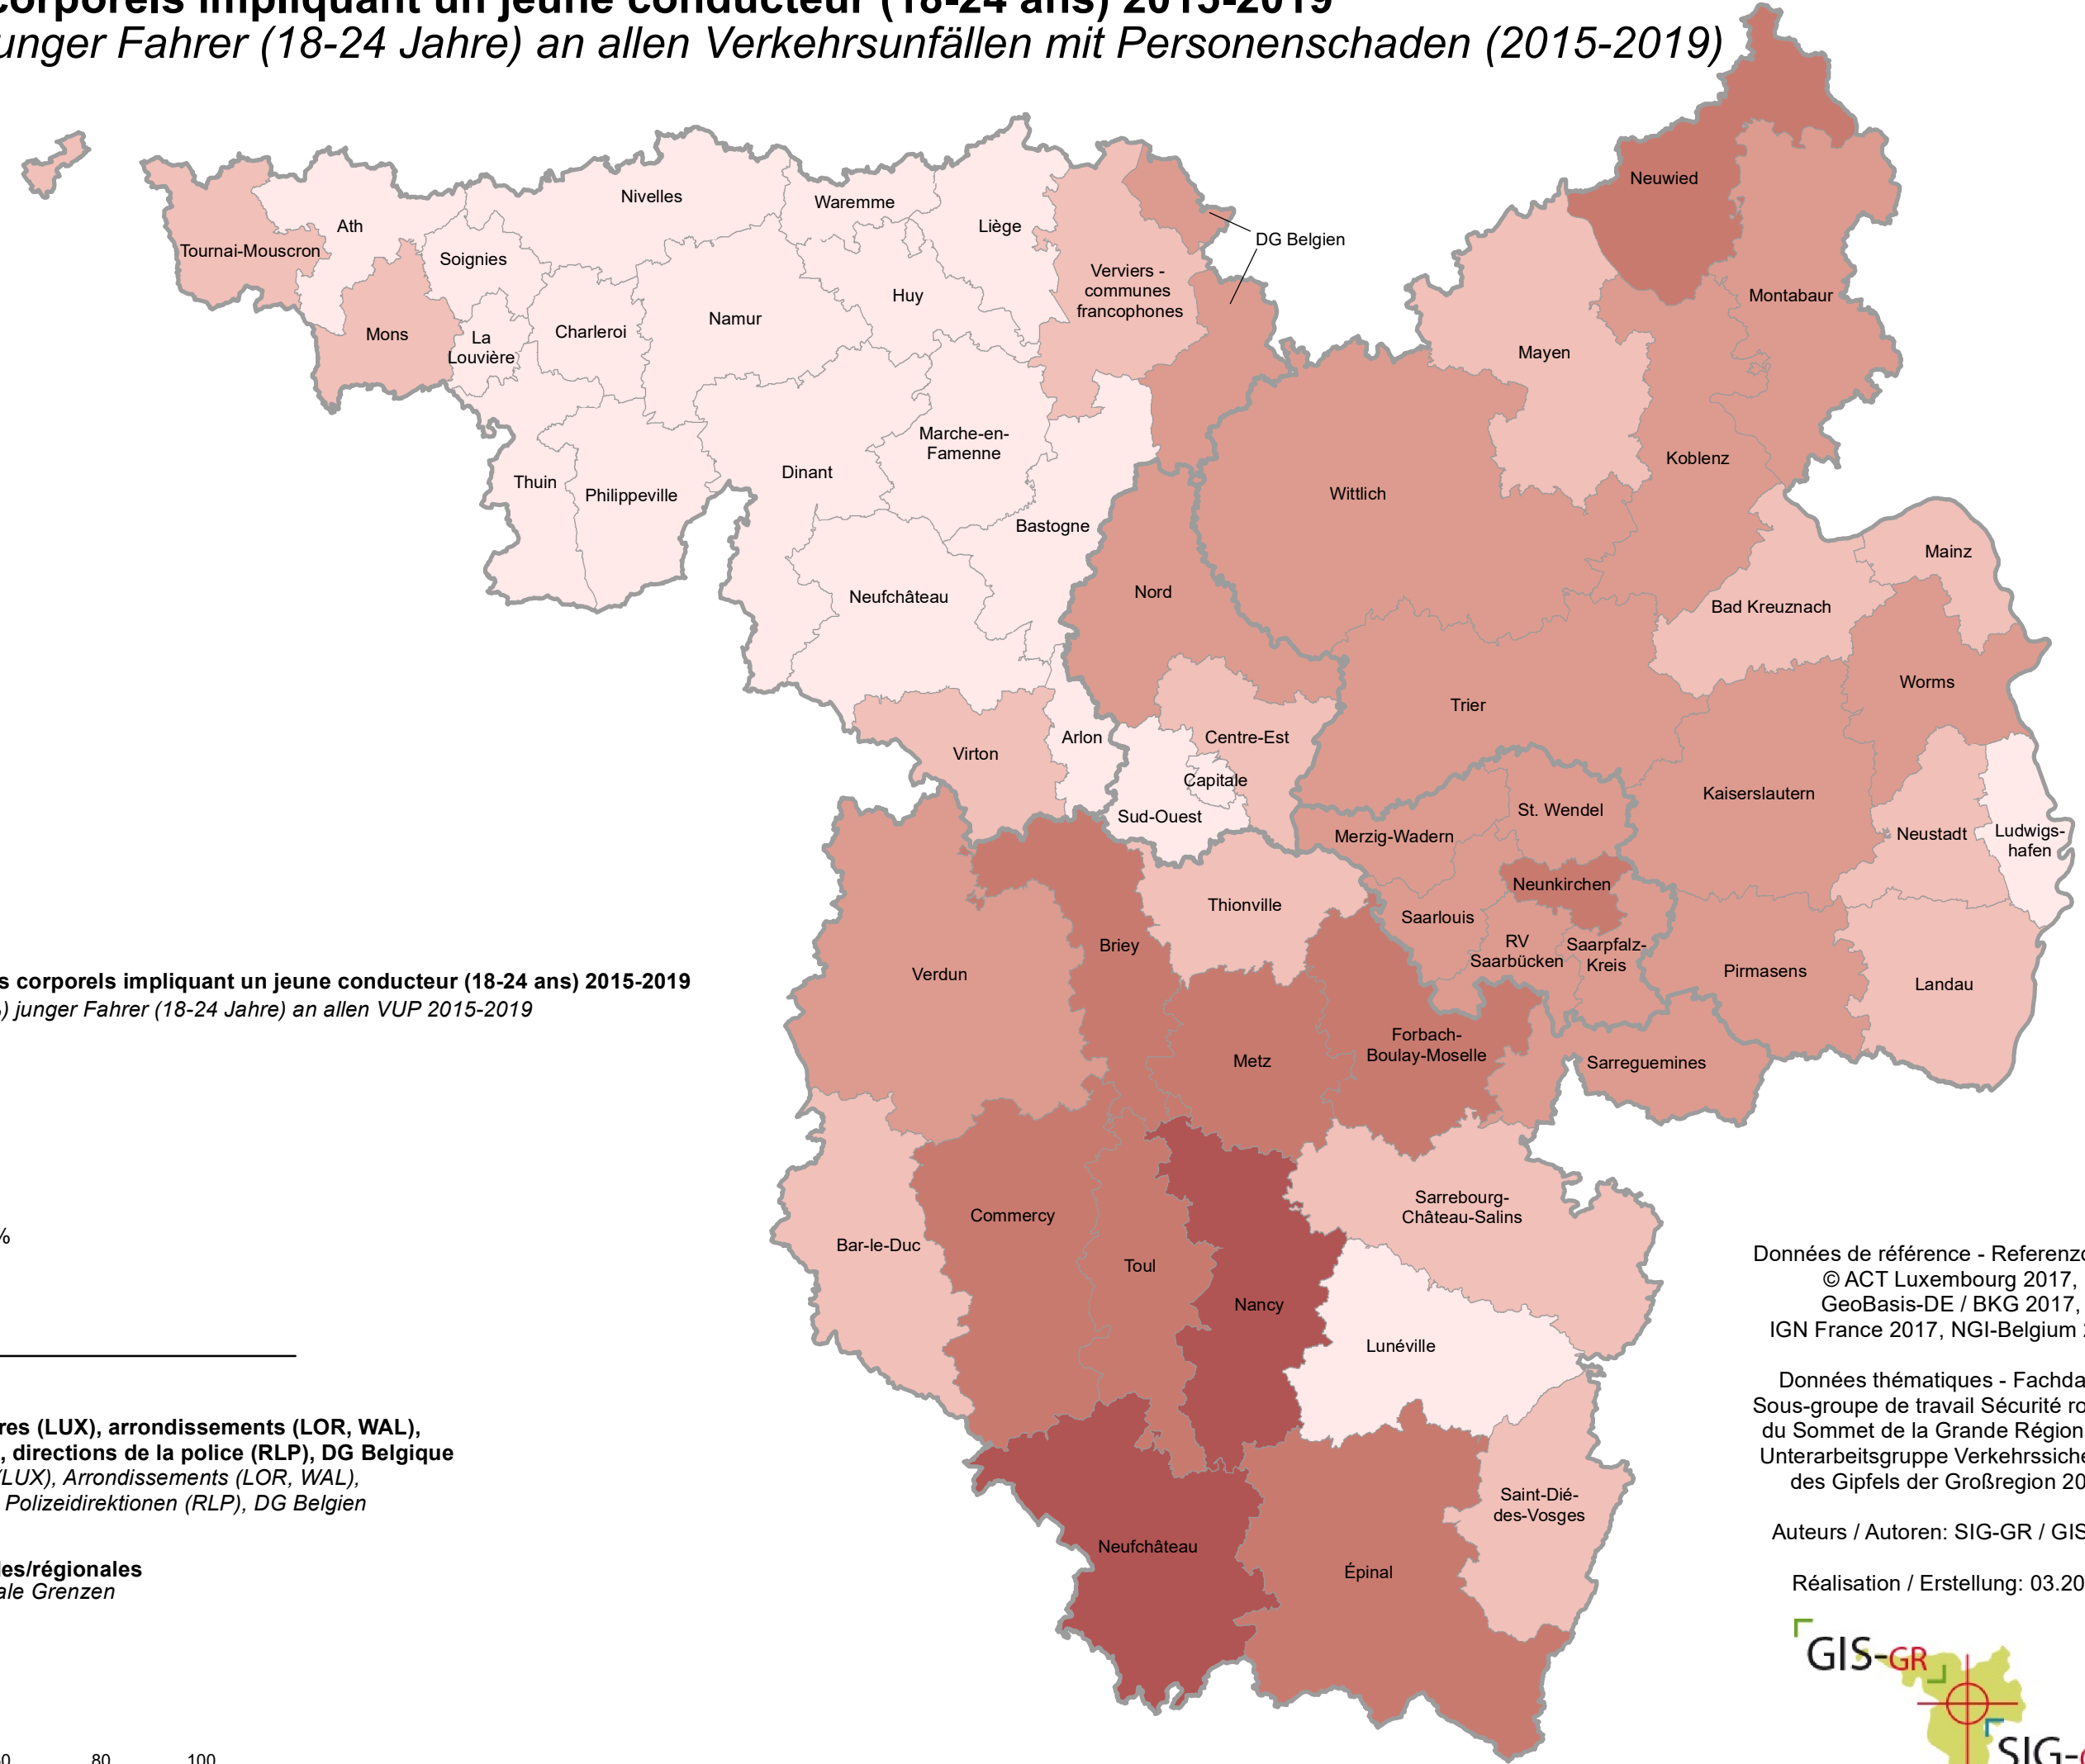 corporels impliquant un jeune conducteur (18-24 ans) 2015-2019
unger Fahrer (18-24 Jahre) an allen Verkehrsunfällen mit Personenschaden (2015-2019)
Neuwied
Nivelles
Waremme
Ath
Liège
DG Belgien
Tournai-Mouscron
Soignies
Verviers -
communes
francophones
Huy
Montabaur
Namur
Charleroi
Mons
La
Louvière
Mayen
Marche-en-
Famenne
Koblenz
Dinant
Thuin
Philippeville
Wittlich
Bastogne
Mainz
Nord
Neufchâteau
Bad Kreuznach
Worms
Trier
Arlon
Centre-Est
Virton
Capitale
Kaiserslautern
St. Wendel
Sud-Ouest
Merzig-Wadern
Neustadt
Ludwigs-
hafen
Neunkirchen
Thionville
Saarlouis
Briey
RV
Saarbücken
Saarpfalz-
Kreis
Verdun
Pirmasens
Landau
s corporels impliquant un jeune conducteur (18-24 ans) 2015-2019
) junger Fahrer (18-24 Jahre) an allen VUP 2015-2019
Forbach-
Boulay-Moselle
Metz
Sarreguemines
Sarrebourg-
Château-Salins
Commercy
%
Bar-le-Duc
Toul
Nancy
Lunéville
Données de référence - Referenzd
© ACT Luxembourg 2017,
GeoBasis-DE / BKG 2017,
IGN France 2017, NGI-Belgium 2
Données thématiques - Fachda
Sous-groupe de travail Sécurité ro
du Sommet de la Grande Région
Unterarbeitsgruppe Verkehrssiche
des Gipfels der Großregion 20
res (LUX), arrondissements (LOR, WAL),
, directions de la police (RLP), DG Belgique
LUX), Arrondissements (LOR, WAL),
Polizeidirektionen (RLP), DG Belgien
Saint-Dié-
des-Vosges
Auteurs / Autoren: SIG-GR / GIS
Neufchâteau
Épinal
les/régionales
ale Grenzen
Réalisation / Erstellung: 03.20
GIS-GR
SIG-
80 100